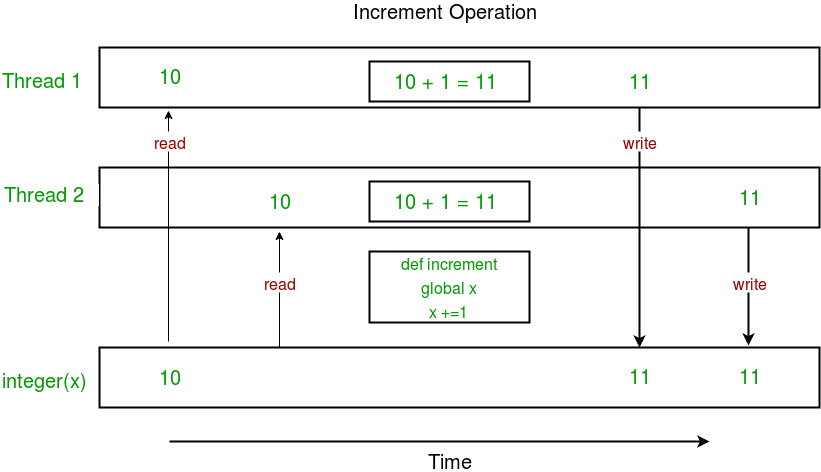 Increment Operation
Thread 1
10
10 + 1 = 11
11
read
write
Thread 2
10
10 + 1 = 11
11
read
def increment
global x
x +=1
write
integer(x)
10
11
11
Time